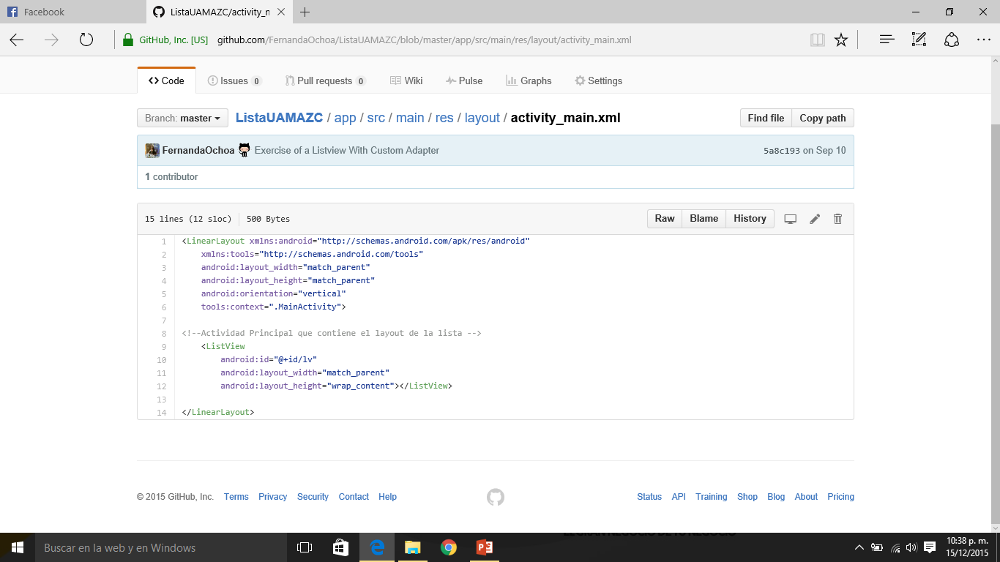 Facebook
ListaUAMAZC/activity_m
GitHub, Inc. [US] github.com/FernandaOchoa/ListaUAMAZC/blob/master/app/src/main/res/layout/activity_main.xml
Code Issues 0 Pull requests 0 Wiki Pulse Graphs Settings
Branch: master ListaUAMAZC / app / src / main / res / layout / activity_main.xml Find file Copy path
FernandaOchoa Exercise of a Listview With Custom Adapter 5a8c193 on Sep 10
1 contributor
15 lines (12 sloc) 500 Bytes Raw Blame History
1 <LinearLayout xmlns:android="http://schemas.android.com/apk/res/android"
2 xmlns:tools="http://schemas.android.com/tools"
3 android:layout_width="match_parent"
4 android:layout_height="match_parent"
5 android:orientation="vertical"
6 tools:context=".MainActivity">
7
8 <!--Actividad Principal que contiene el layout de la lista -->
9 <ListView
10 android:id="@+id/lv"
11 android:layout_width="match_parent"
12 android:layout_height="wrap_content"></ListView>
13
14 </LinearLayout>
© 2015 GitHub, Inc. Terms Privacy Security Contact Help Status API Training Shop Blog About Pricing
EL GRAN NEGOCIO DE TU NEGOCIO
Buscar en la web y en Windows
10:38 p. m.
15/12/2015